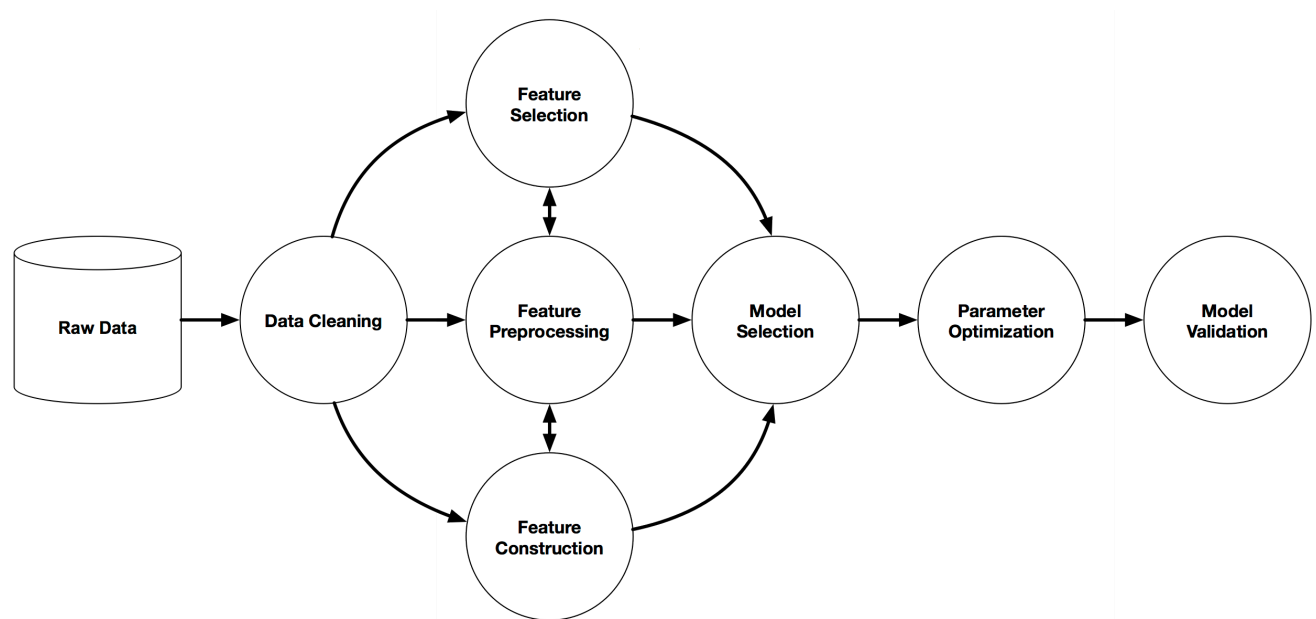 Feature
Selection
Raw Data
Data Cleaning
Feature
Preprocessing
Model
Selection
Parameter
Optimization
Model
Validation
Feature
Construction